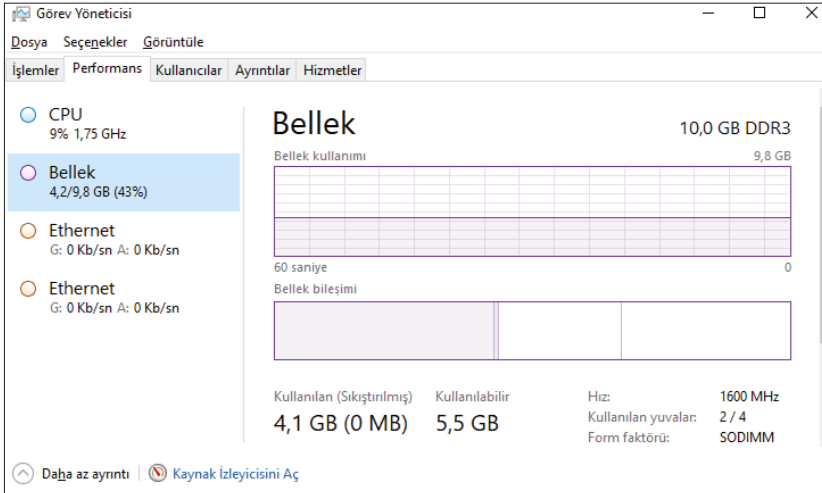 Görev Yöneticisi
Dosya Seçenekler Görüntüle
İşlemler Performans Kullanıcılar Ayrıntılar Hizmetler
CPU
9% 1,75 GHz
Bellek
4,2/9,8 GB (43%)
Ethernet
G: 0 Kb/sn A: 0 Kb/sn
Ethernet
G: 0 Kb/sn A: 0 Kb/sn
Bellek 10,0 GB DDR3
Bellek kullanımı 9,8 GB
60 saniye 0
Bellek bileşimi
Kullanılan (Sıkıştırılmış) Kullanılabilir
4,1 GB (0 MB) 5,5 GB
Hız: 1600 MHz
Kullanılan yuvalar: 2 / 4
Form faktörü: SODIMM
Daha az ayrıntı Kaynak İzleyicisini Aç